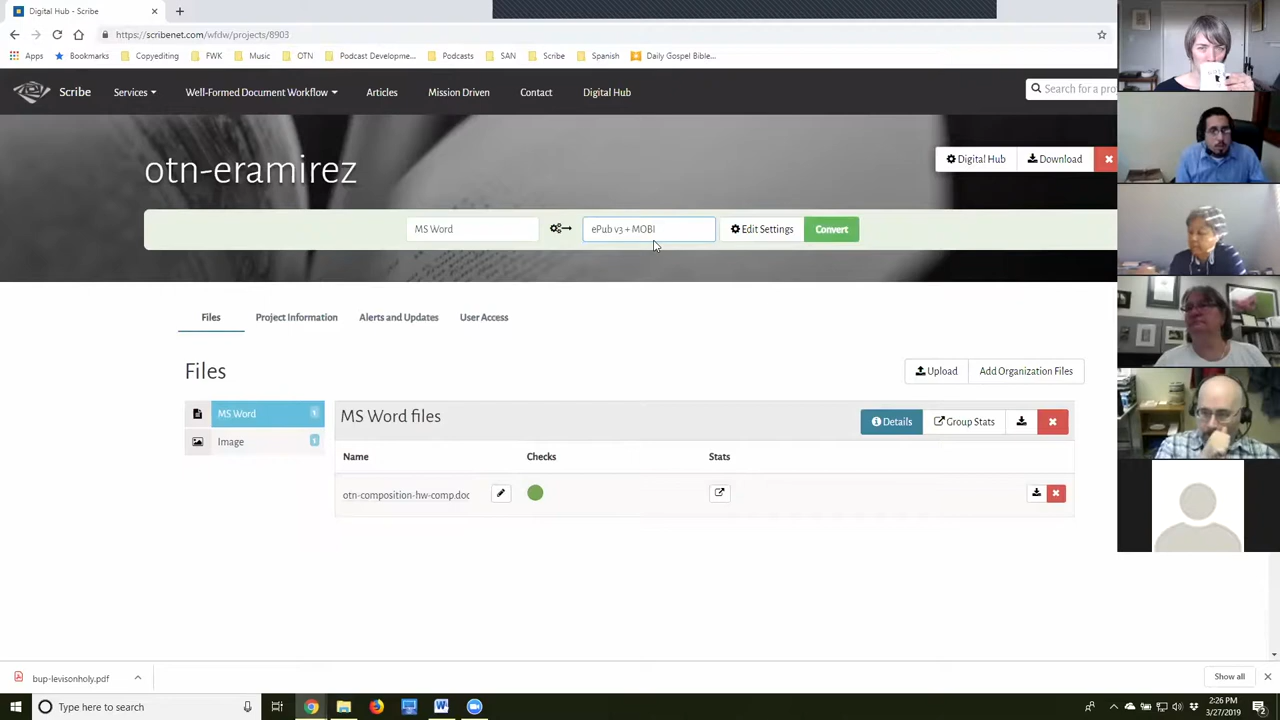 Digital Hub - Scribe
https://scribenet.com/wfdw/projects/8903
Apps Bookmarks Copyediting FWK Music OTN Podcast Developme... Podcasts SAN Scribe Spanish Daily Gospel Bible...
Scribe Services Well-Formed Document Workflow Articles Mission Driven Contact Digital Hub Search for a pro
otn-eramirez
Digital Hub Download
MS Word ePub v3 + MOBI Edit Settings Convert
Files Project Information Alerts and Updates User Access
Files
Upload Add Organization Files
MS Word 1
Image 1
MS Word files
Details Group Stats
Name Checks Stats
otn-composition-hw-comp.doc
bup-levisonholy.pdf
Show all
Type here to search
2:26 PM
3/27/2019
2